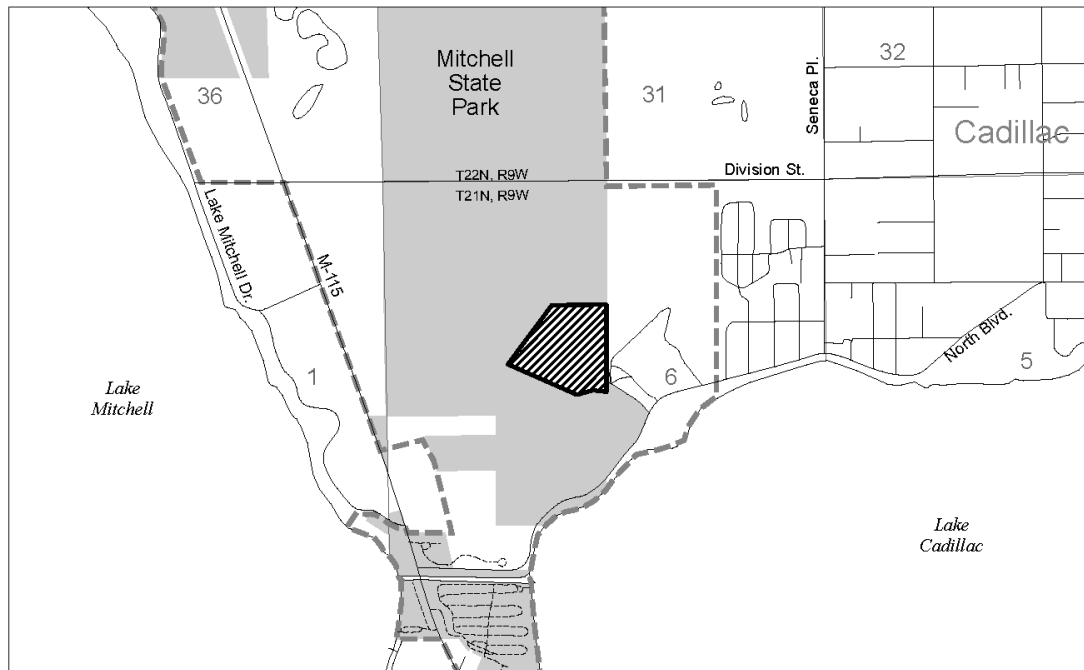 Mitchell
State
Park
36
31
32
Seneca Pl.
Cadillac
T22N, R9W
T21N, R9W
Division St.
Lake Mitchell Dr.
M-115
North Blvd.
1
6
5
Lake
Mitchell
Lake
Cadillac